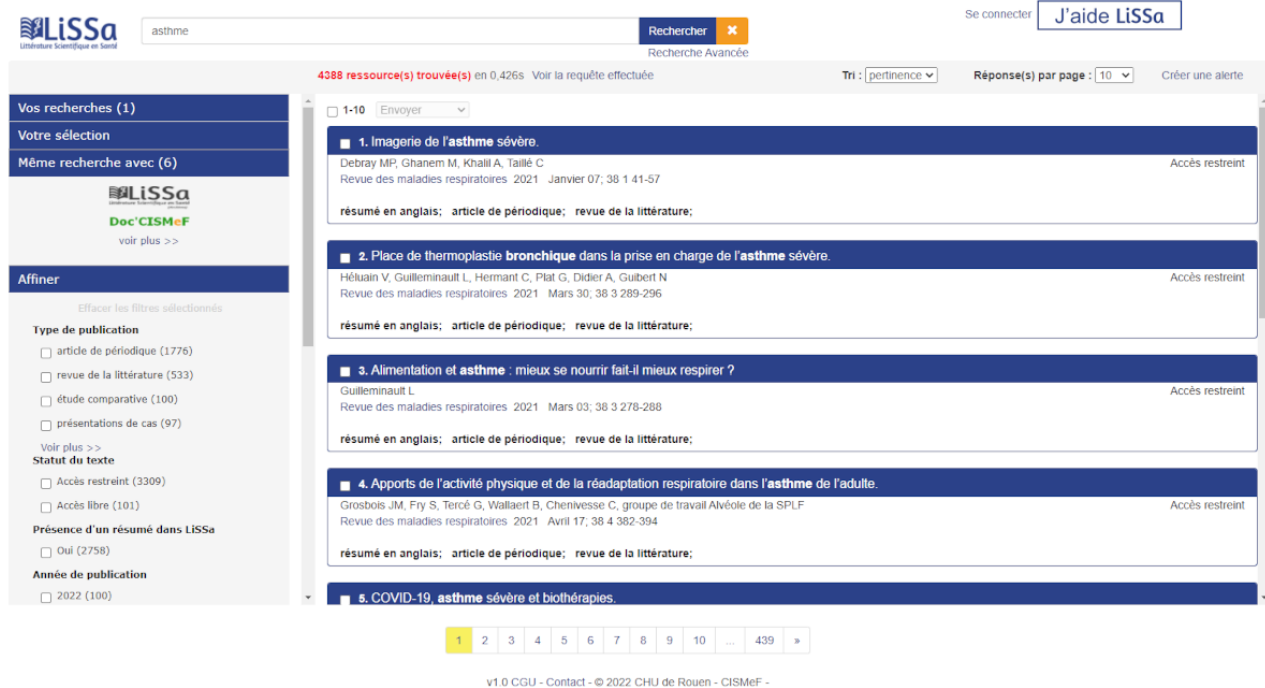 LiSSa
Littérature Scientifique en Santé
asthme
Rechercher ×
Recherche Avancée
Se connecter
J'aide LiSSa
4388 ressource(s) trouvée(s) en 0,426s Voir la requête effectuée
Tri : pertinence
Réponse(s) par page : 10
Créer une alerte
Vos recherches (1)
Votre sélection
Même recherche avec (6)
LiSSa
Doc'CISMeF
voir plus >>
Affiner
Effacer les filtres sélectionnés
Type de publication
article de périodique (1776)
revue de la littérature (533)
étude comparative (100)
présentations de cas (97)
Voir plus >>
Statut du texte
Accès restreint (3309)
Accès libre (101)
Présence d'un résumé dans LiSSa
Oui (2758)
Année de publication
2022 (100)
1-10 Envoyer
1. Imagerie de l'asthme sévère.
Debray MP, Ghanem M, Khalil A, Taillé C
Accès restreint
Revue des maladies respiratoires 2021 Janvier 07; 38 1 41-57
résumé en anglais; article de périodique; revue de la littérature;
2. Place de thermoplastie bronchique dans la prise en charge de l'asthme sévère.
Héluain V, Guilleminault L, Hermant C, Plat G, Didier A, Guibert N
Accès restreint
Revue des maladies respiratoires 2021 Mars 30; 38 3 289-296
résumé en anglais; article de périodique; revue de la littérature;
3. Alimentation et asthme : mieux se nourrir fait-il mieux respirer ?
Guilleminault L
Accès restreint
Revue des maladies respiratoires 2021 Mars 03; 38 3 278-288
résumé en anglais; article de périodique; revue de la littérature;
4. Apports de l'activité physique et de la réadaptation respiratoire dans l'asthme de l'adulte.
Grosbois JM, Fry S, Tercé G, Wallaert B, Chenivesse C, groupe de travail Alvéole de la SPLF
Accès restreint
Revue des maladies respiratoires 2021 Avril 17; 38 4 382-394
résumé en anglais; article de périodique; revue de la littérature;
5. COVID-19, asthme sévère et biothérapies.
1 2 3 4 5 6 7 8 9 10 ... 439 »
v1.0 CGU - Contact - © 2022 CHU de Rouen - CISMeF -